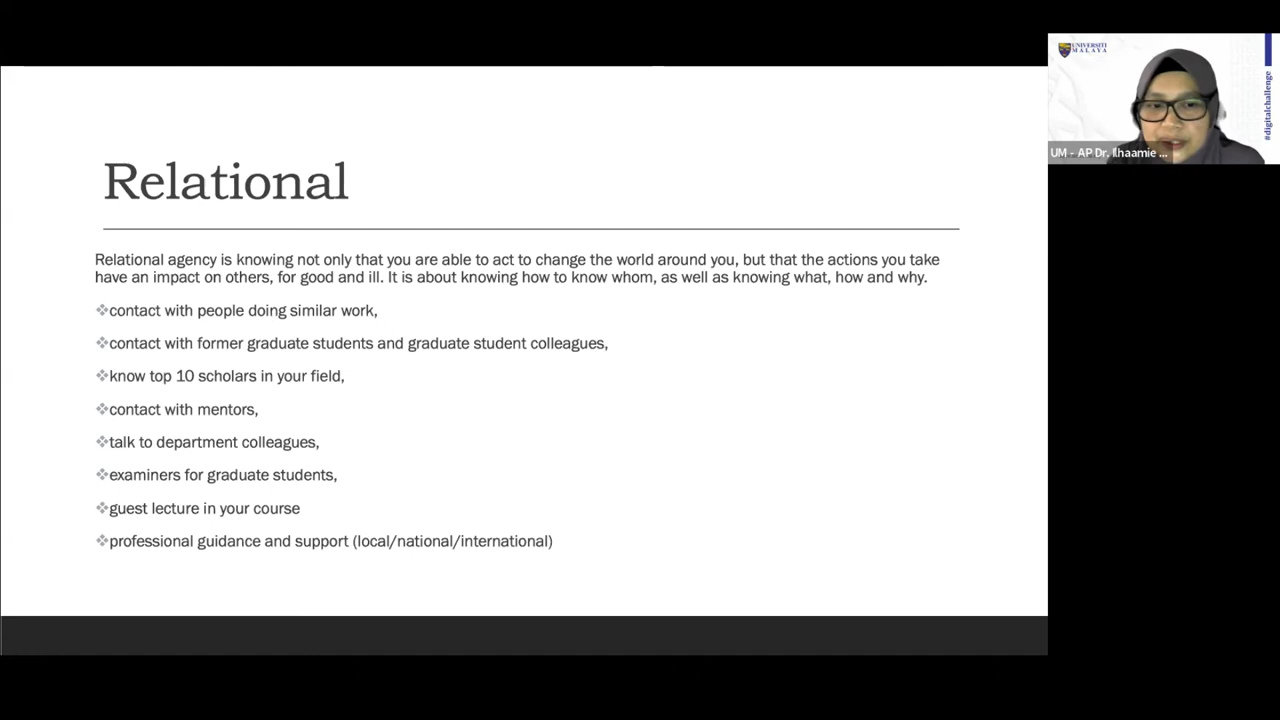 Relational
Relational agency is knowing not only that you are able to act to change the world around you, but that the actions you take
have an impact on others, for good and ill. It is about knowing how to know whom, as well as knowing what, how and why.
❖contact with people doing similar work,
❖contact with former graduate students and graduate student colleagues,
❖know top 10 scholars in your field,
❖contact with mentors,
❖talk to department colleagues,
❖examiners for graduate students,
❖guest lecture in your course
❖professional guidance and support (local/national/international)
UNIVERSITI
MALAYA
#digitalchallenge
UM - AP Dr. Ilhaamie ...